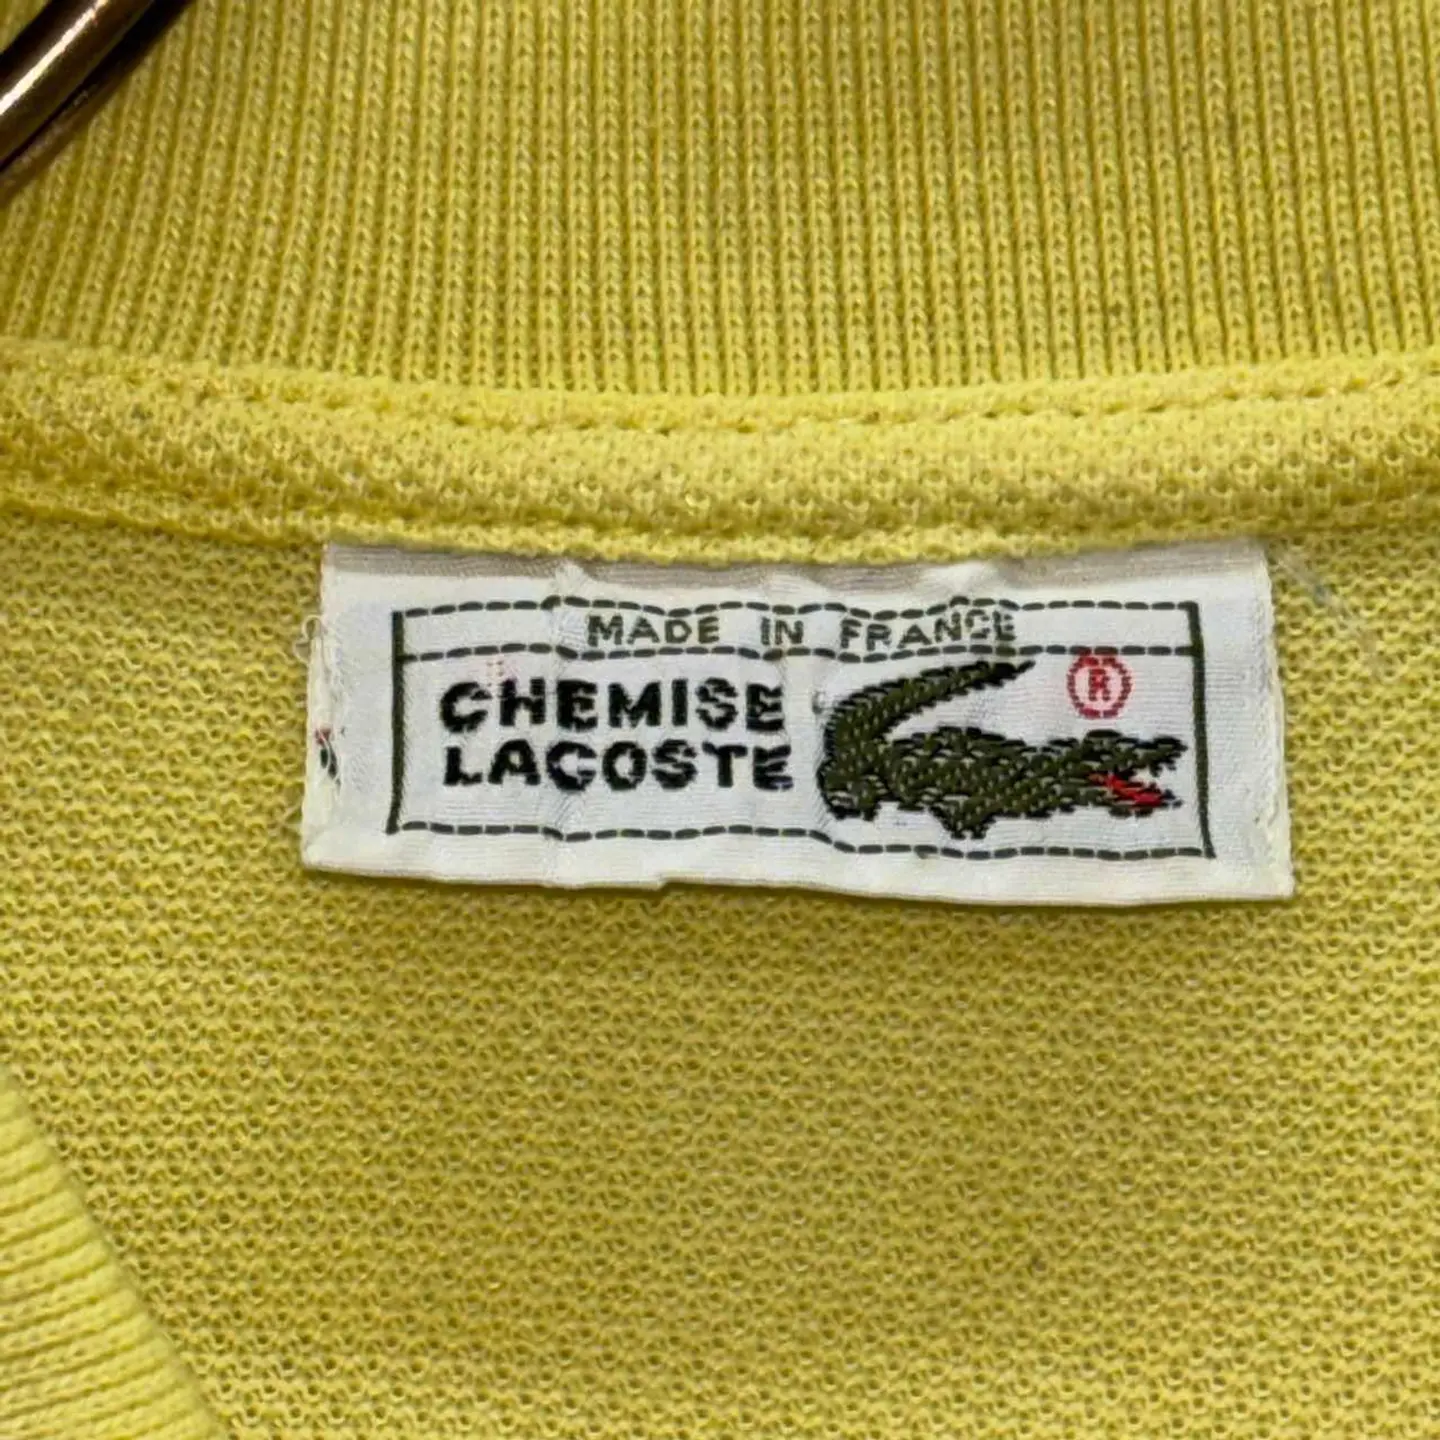 MADE IN FRANCE
CHEMISE
LACOSTE
®